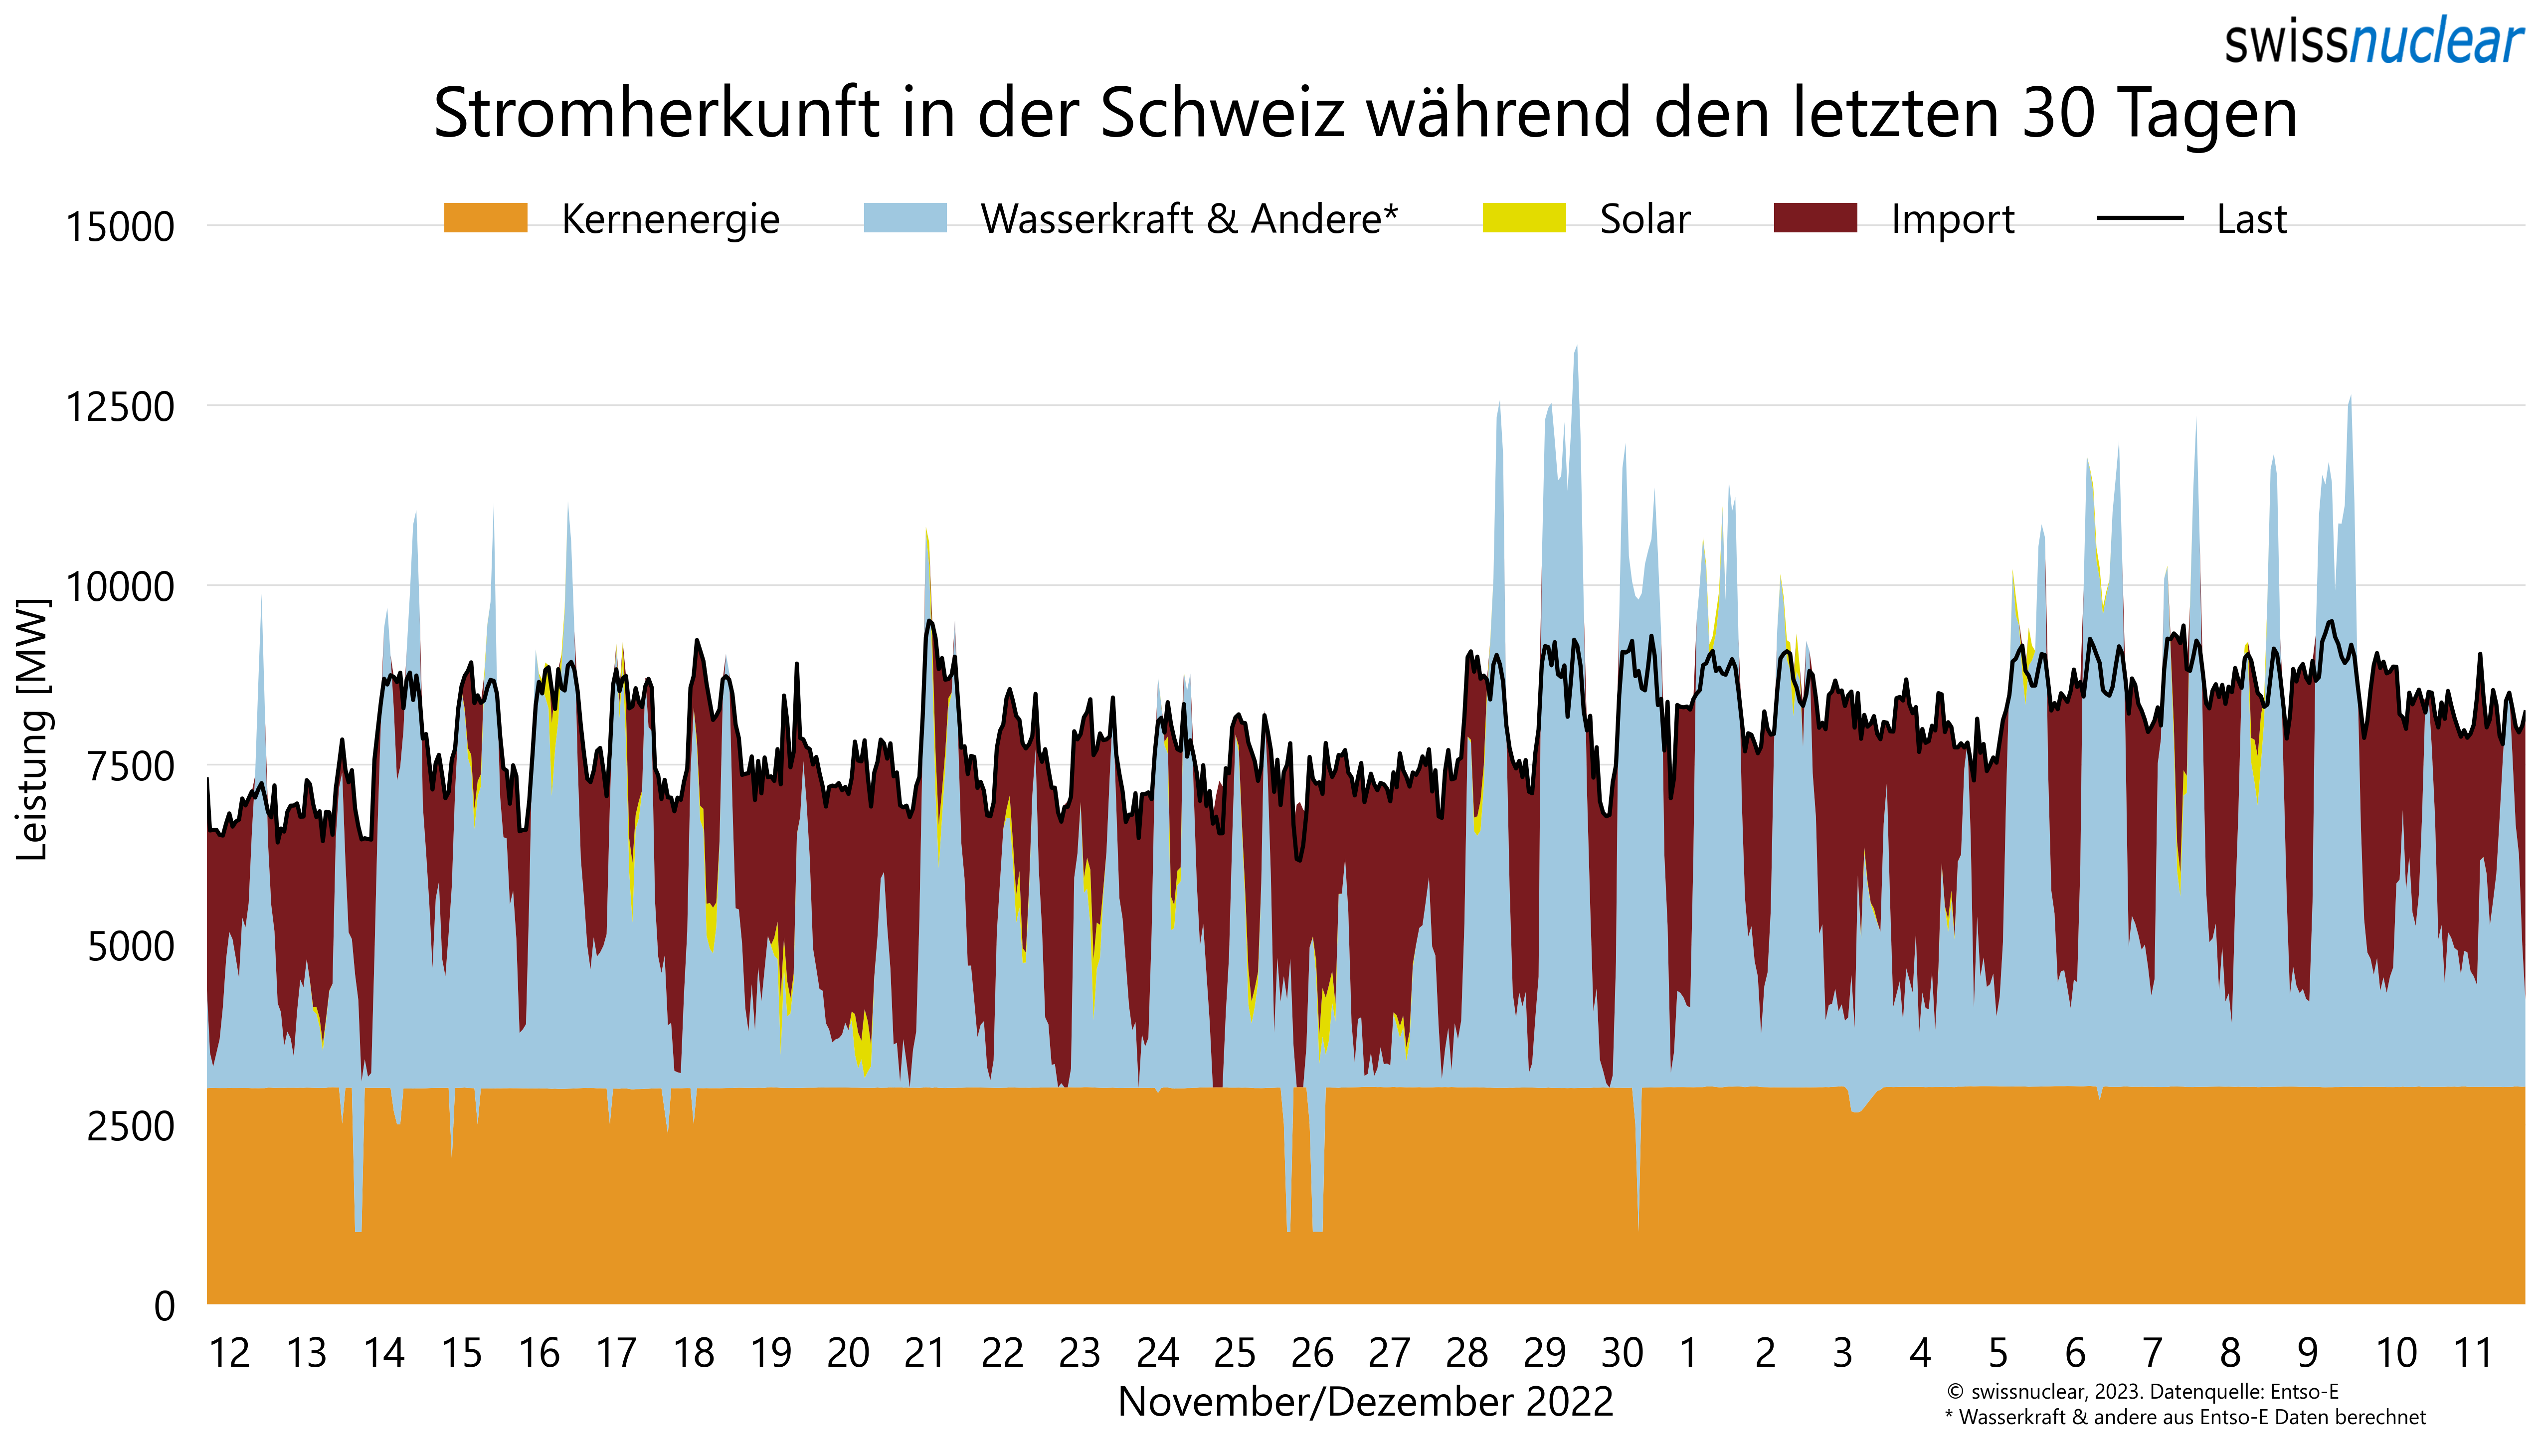 swissnuclear
Stromherkunft in der Schweiz während den letzten 30 Tagen
Kernenergie Wasserkraft & Andere* Solar Import Last
15000
12500
10000
7500
5000
2500
0
Leistung [MW]
12 13 14 15 16 17 18 19 20 21 22 23 24 25 26 27 28 29 30 1 2 3 4 5 6 7 8 9 10 11
November/Dezember 2022
© swissnuclear, 2023. Datenquelle: Entso-E
* Wasserkraft & andere aus Entso-E Daten berechnet